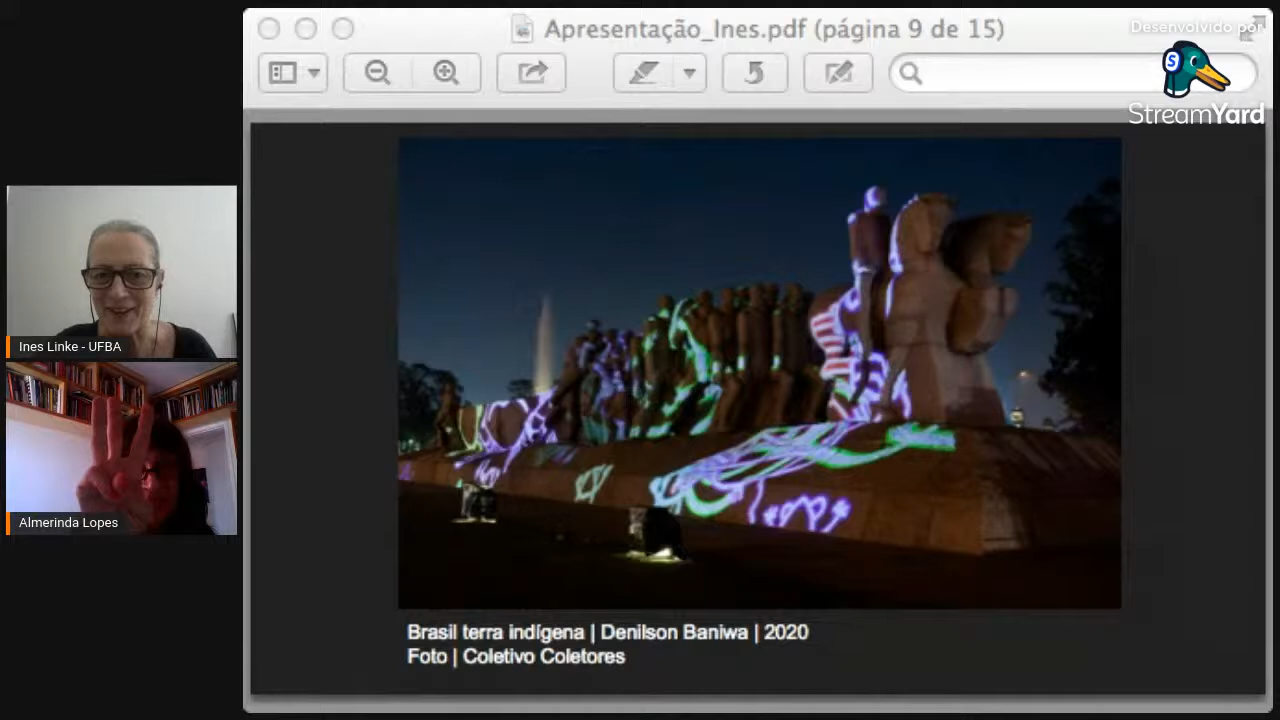 Apresentação_Ines.pdf (página 9 de 15)
Desenvolvido por
S
StreamYard
Ines Linke - UFBA
Almerinda Lopes
Brasil terra indígena | Denilson Baniwa | 2020
Foto | Coletivo Coletores